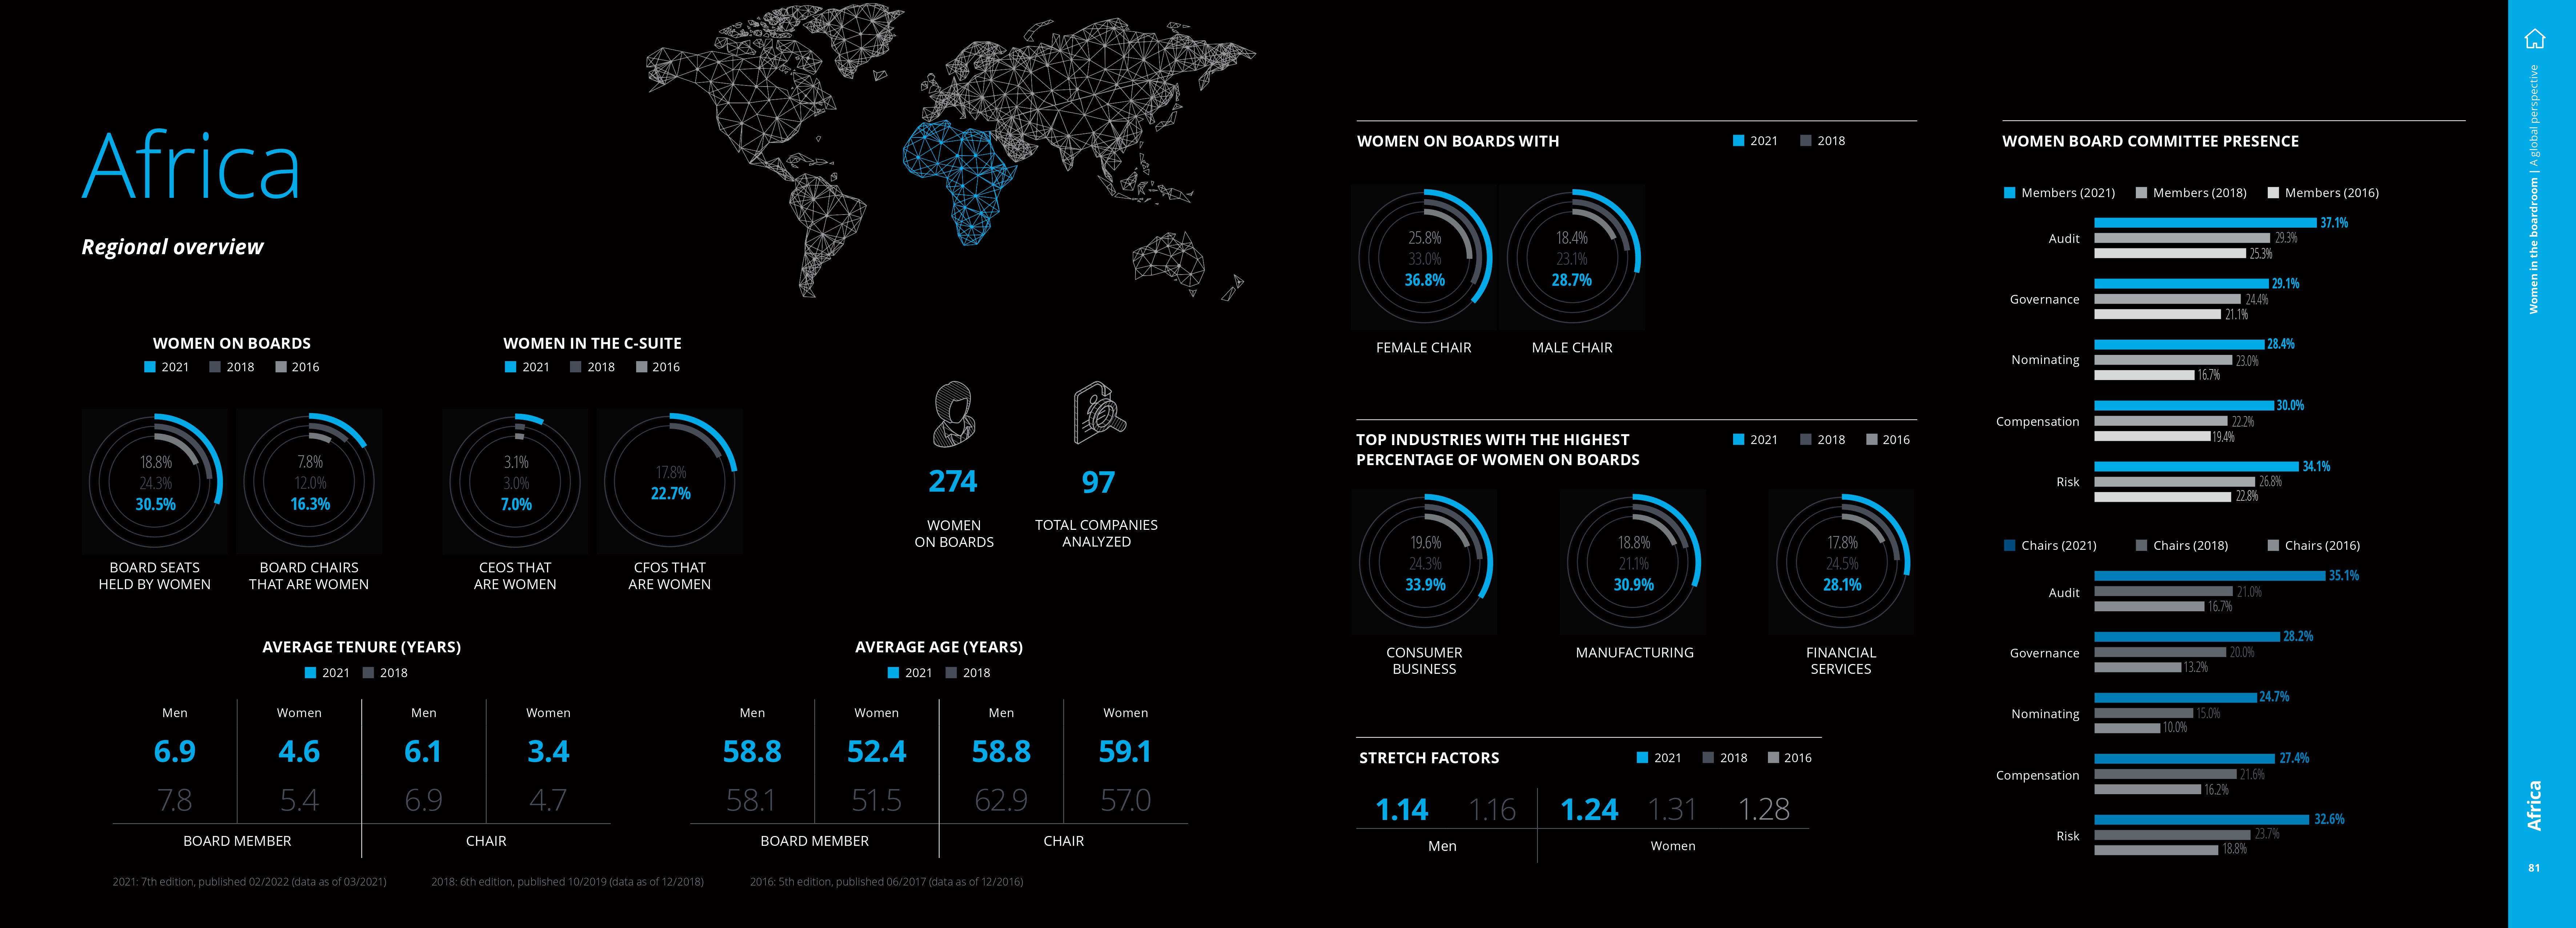 Africa
Regional overview
WOMEN ON BOARDS
2021 2018 2016
18.8%
24.3%
30.5%
BOARD SEATS
HELD BY WOMEN
7.8%
12.0%
16.3%
BOARD CHAIRS
THAT ARE WOMEN
WOMEN IN THE C-SUITE
2021 2018 2016
3.1%
3.0%
7.0%
CEOS THAT
ARE WOMEN
17.8%
22.7%
CFOS THAT
ARE WOMEN
274
WOMEN
ON BOARDS
97
TOTAL COMPANIES
ANALYZED
AVERAGE TENURE (YEARS)
2021 2018
Men Women Men Women
6.9 4.6 6.1 3.4
7.8 5.4 6.9 4.7
BOARD MEMBER CHAIR
AVERAGE AGE (YEARS)
2021 2018
Men Women Men Women
58.8 52.4 58.8 59.1
58.1 51.5 62.9 57.0
BOARD MEMBER CHAIR
2021: 7th edition, published 02/2022 (data as of 03/2021) 2018: 6th edition, published 10/2019 (data as of 12/2018) 2016: 5th edition, published 06/2017 (data as of 12/2016)
WOMEN ON BOARDS WITH
2021 2018
25.8%
33.0%
36.8%
FEMALE CHAIR
18.4%
23.1%
28.7%
MALE CHAIR
TOP INDUSTRIES WITH THE HIGHEST
PERCENTAGE OF WOMEN ON BOARDS
2021 2018 2016
19.6%
24.3%
33.9%
CONSUMER
BUSINESS
18.8%
21.1%
30.9%
MANUFACTURING
17.8%
24.5%
28.1%
FINANCIAL
SERVICES
STRETCH FACTORS
2021 2018 2016
1.14 1.16 1.24 1.31 1.28
Men Women
WOMEN BOARD COMMITTEE PRESENCE
Members (2021) Members (2018) Members (2016)
37.1%
Audit 29.3%
25.3%
29.1%
Governance 24.4%
21.1%
28.4%
Nominating 23.0%
16.7%
30.0%
Compensation 22.2%
19.4%
34.1%
Risk 26.8%
22.8%
Chairs (2021) Chairs (2018) Chairs (2016)
35.1%
Audit 21.0%
16.7%
28.2%
Governance 20.0%
13.2%
24.7%
Nominating 15.0%
10.0%
27.4%
Compensation 21.6%
16.2%
32.6%
Risk 23.7%
18.8%
Women in the boardroom | A global perspective
Africa
81